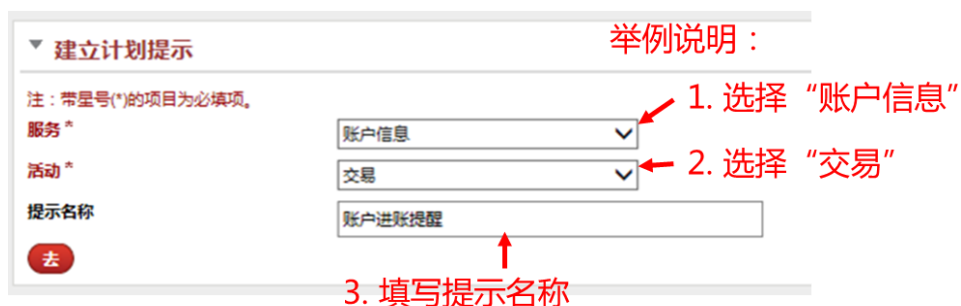 建立计划提示
举例说明：
注：带星号(*)的项目为必填项。
1. 选择“账户信息”
服务 *
账户信息
活动 *
交易
2. 选择“交易”
提示名称
账户进账提醒
去
3. 填写提示名称